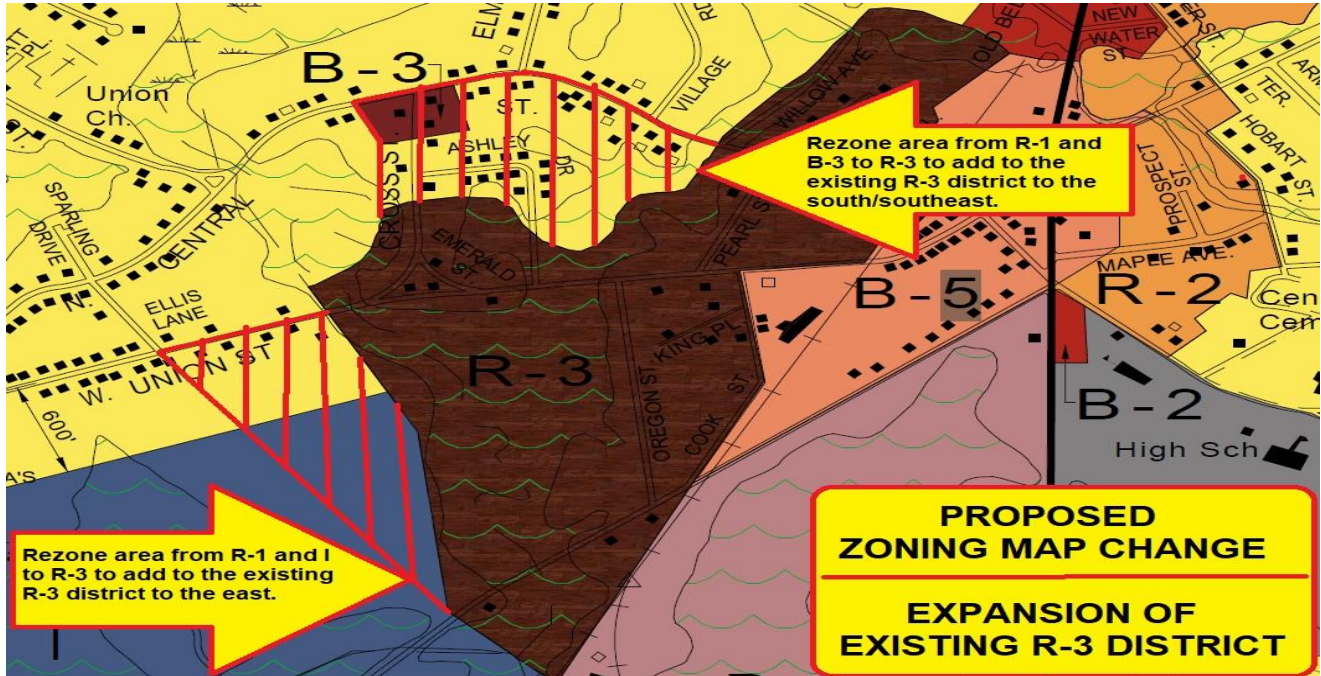 PL.
Union
Ch.
ST.
B-3
ELM
ST.
VILLAGE
RD
ASHLEY
DR
CROSS
EMERALD
ST.
WILLOW AVE.
PEARL S
NEW
WATER
ST.
TER.
HOBART
ST.
PROSPECT
ST.
MAPLE AVE.
Rezone area from R-1 and
B-3 to R-3 to add to the
existing R-3 district to the
south/southeast.
SPARLING
DRIVE
N.
CENTRAL
ELLIS
LANE
W. UNION ST
600'
A'S
R-3
KING PL.
OREGON ST.
COOK ST
B-5
R-2
Cen
Cem
B-2
High Sch
Rezone area from R-1 and I
to R-3 to add to the existing
R-3 district to the east.
I
PROPOSED
ZONING MAP CHANGE
EXPANSION OF
EXISTING R-3 DISTRICT